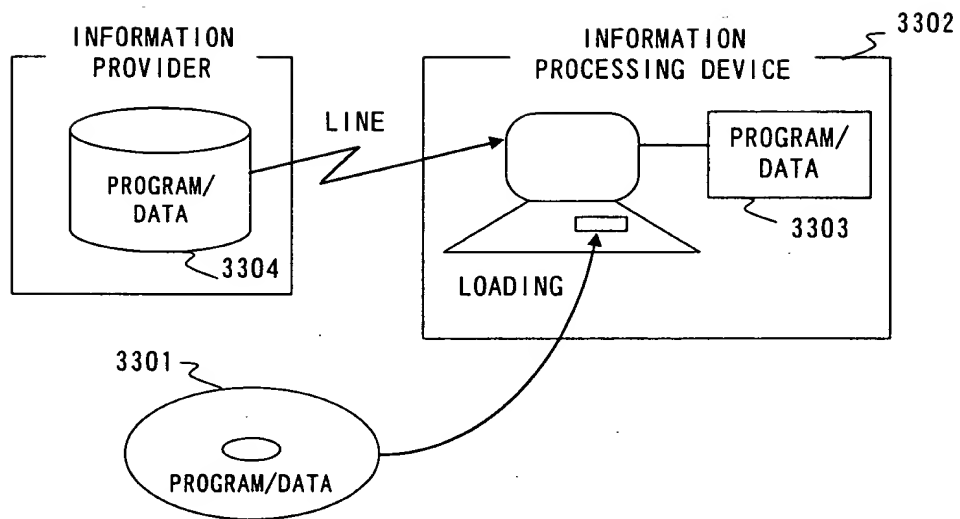 INFORMATION
PROVIDER
PROGRAM/
DATA
3304
LINE
3302
INFORMATION
PROCESSING DEVICE
PROGRAM/
DATA
3303
LOADING
3301
PROGRAM/DATA